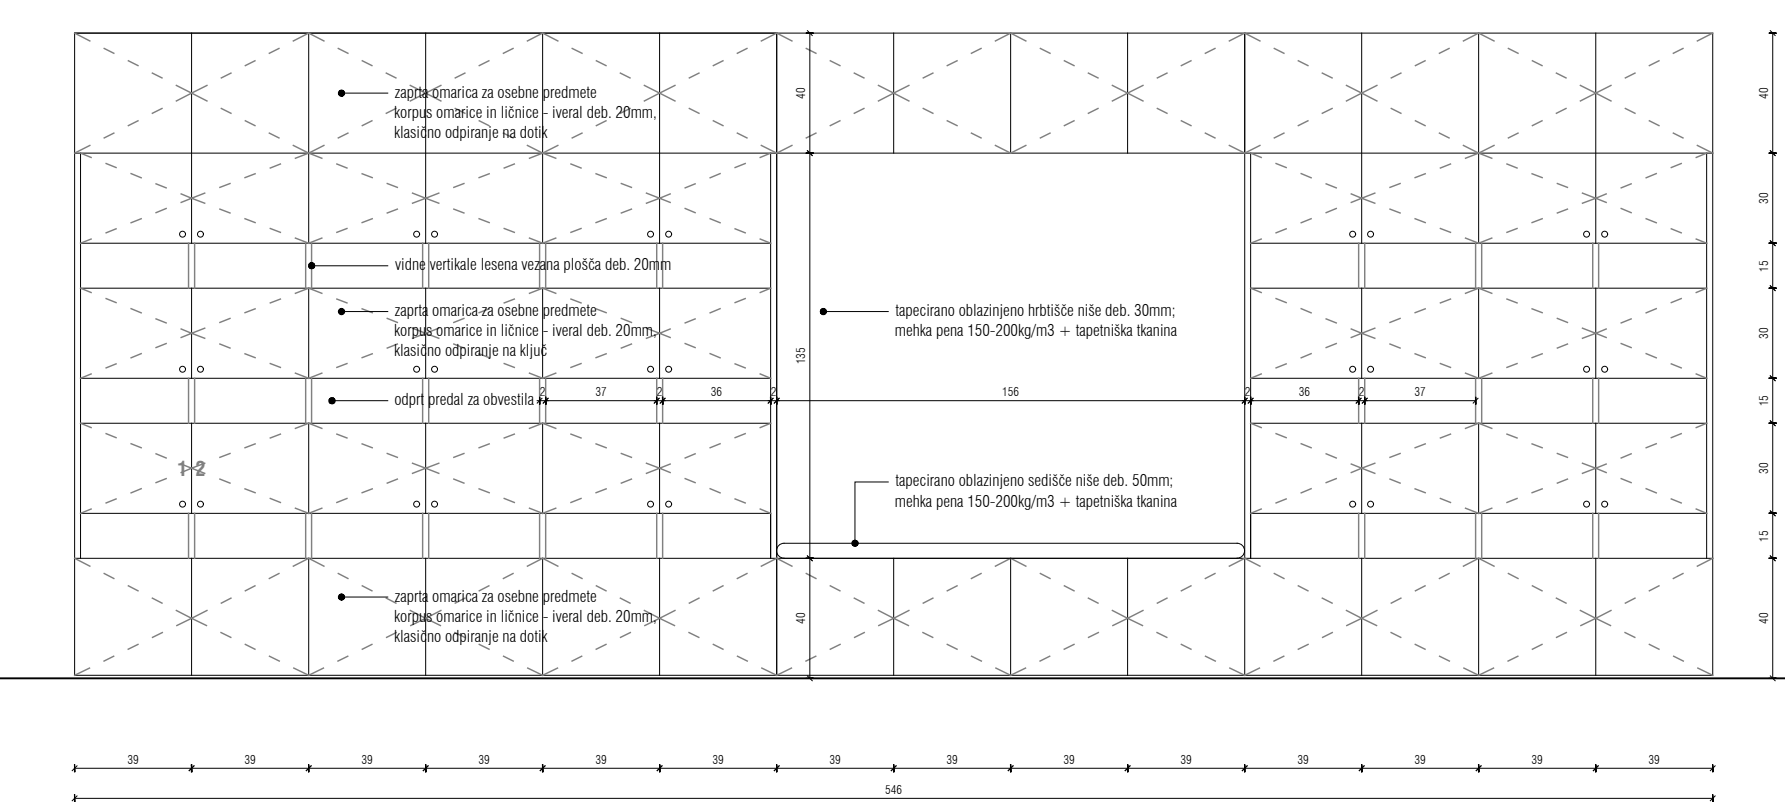 zaprta omarica za osebne predmete
korpus omarice in ličnice - iveral deb. 20mm,
klasično odpiranje na dotik
40
40
30
vidne vertikale lesena vezana plošča deb. 20mm
15
zaprta omarica za osebne predmete
korpus omarice in ličnice - iveral deb. 20mm,
klasično odpiranje na ključ
tapecirano oblazinjeno hrbtišče niše deb. 30mm;
mehka pena 150-200kg/m3 + tapetniška tkanina
135
30
odprt predal za obvestila
2 37 2 36 2 156 2 36 2 37
15
1 2
tapecirano oblazinjeno sedišče niše deb. 50mm;
mehka pena 150-200kg/m3 + tapetniška tkanina
30
15
zaprta omarica za osebne predmete
korpus omarice in ličnice - iveral deb. 20mm,
klasično odpiranje na dotik
40
40
39 39 39 39 39 39 39 39 39 39 39 39 39 39
546